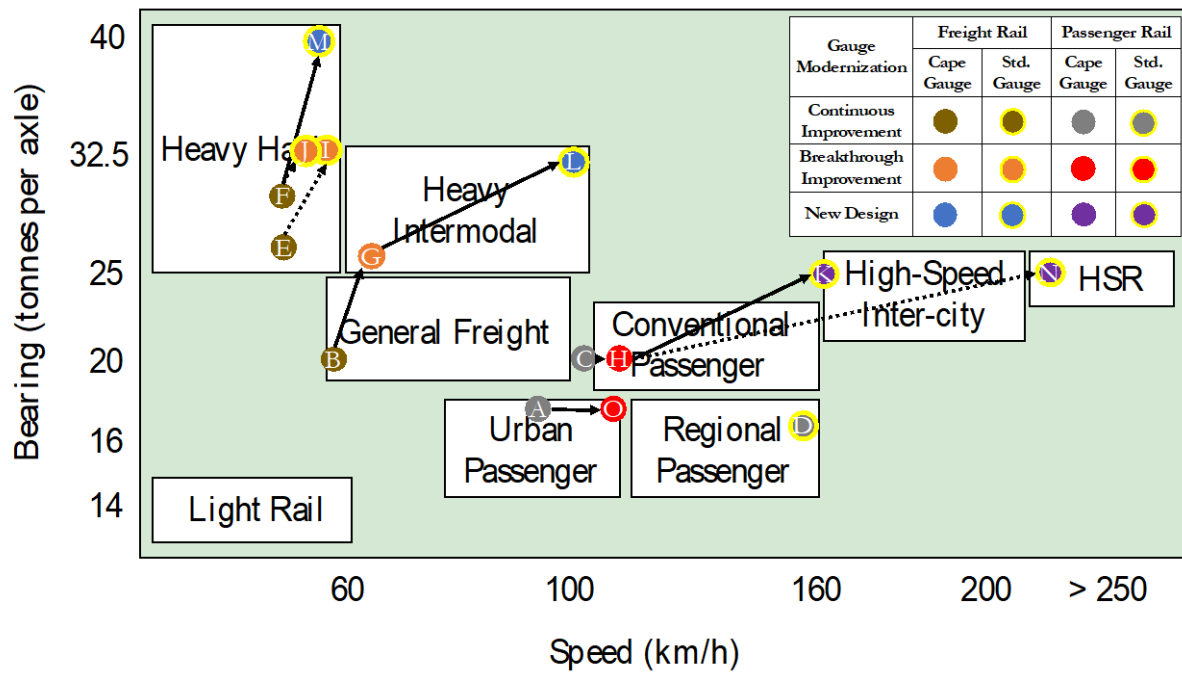 Bearing (tonnes per axle)
40
32.5
25
20
16
14
Gauge
Modernization
Freight Rail
Passenger Rail
Cape
Gauge
Std.
Gauge
Cape
Gauge
Std.
Gauge
Continuous
Improvement
Breakthrough
Improvement
New Design
M
Heavy
J
I
F
E
Heavy
Intermodal
L
G
General Freight
B
Conventional
Passenger
C
H
K
High-Speed
Inter-city
N
HSR
A
O
Urban
Passenger
Regional
Passenger
D
Light Rail
60
100
160
200
> 250
Speed (km/h)